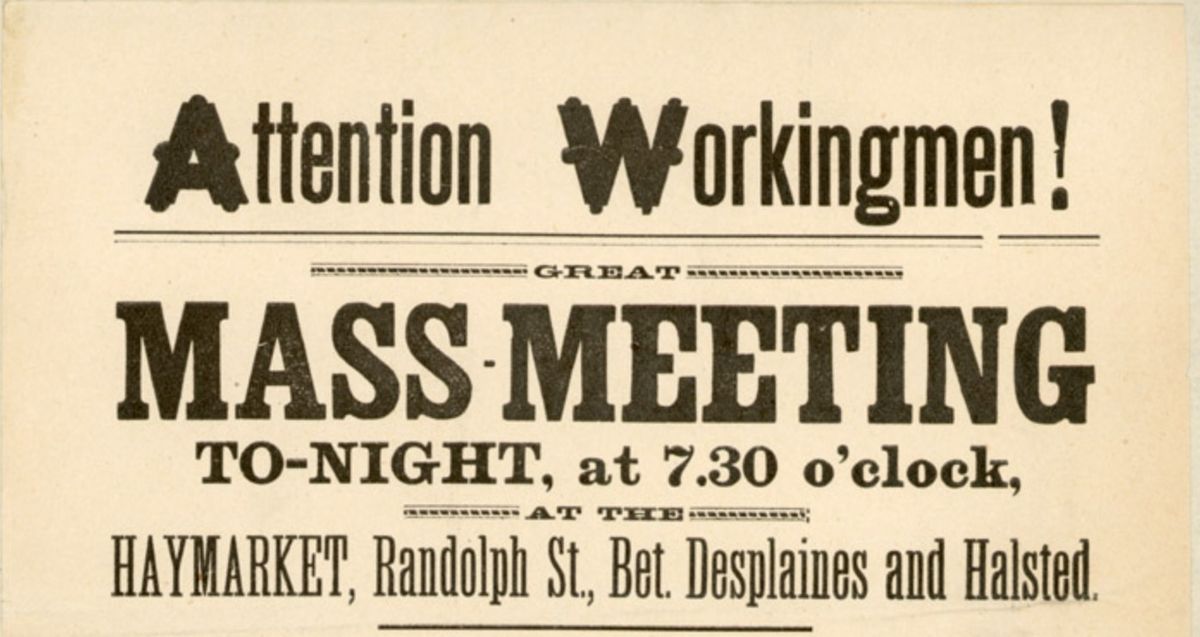 Attention Workingmen!
GREAT
MASS-MEETING
TO-NIGHT, at 7.30 o'clock,
AT THE
HAYMARKET, Randolph St., Bet. Desplaines and Halsted.